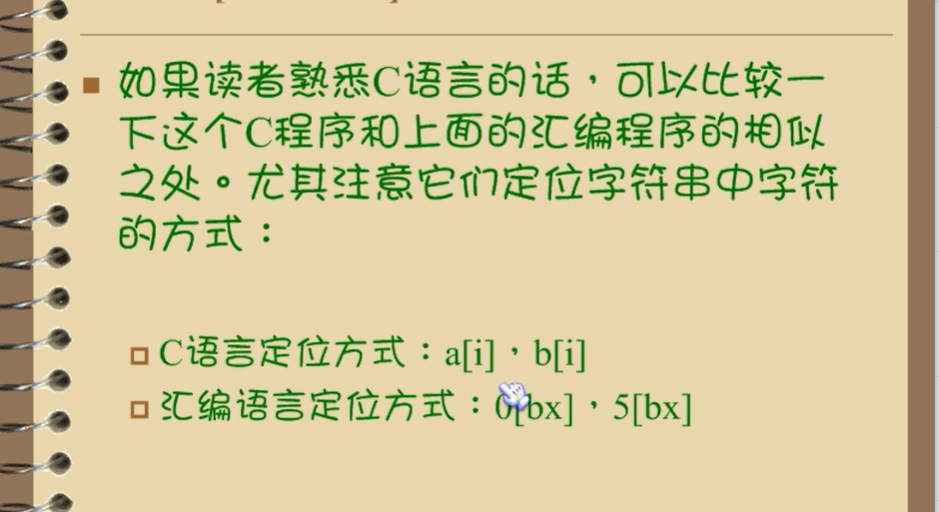 如果读者熟悉C语言的话，可以比较一
下这个C程序和上面的汇编程序的相似
之处。尤其注意它们定位字符串中字符
的方式：
C语言定位方式：a[i]，b[i]
汇编语言定位方式：0[bx]，5[bx]